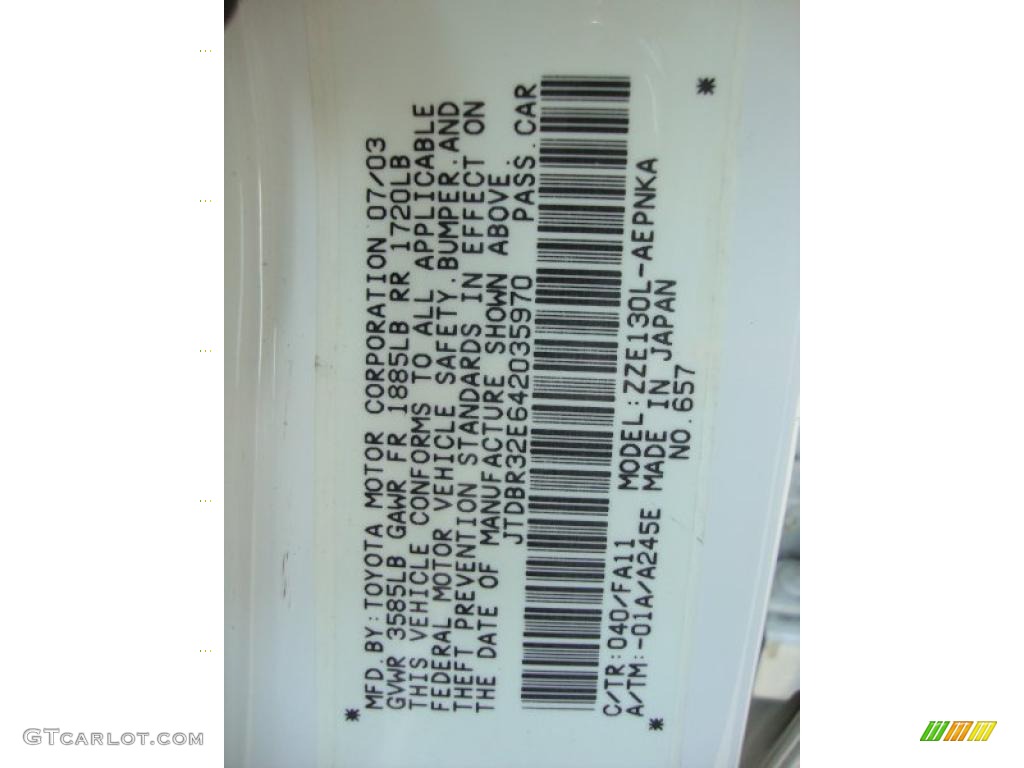 MFD.BY:TOYOTA MOTOR CORPORATION 07/03
GVWR 3585LB GAWR FR 1885LB RR 1720LB
THIS VEHICLE CONFORMS TO ALL APPLICABLE
FEDERAL MOTOR VEHICLE SAFETY.BUMPER.AND
THEFT PREVENTION STANDARDS IN EFFECT ON
THE DATE OF MANUFACTURE SHOWN ABOVE.
JTDBR32E642035970 PASS.CAR
C/TR:040/FA11 MODEL:ZZE130L-AEPNKA
A/TM:-01A/A245E MADE IN JAPAN
NO.657
GTCARLOT.COM